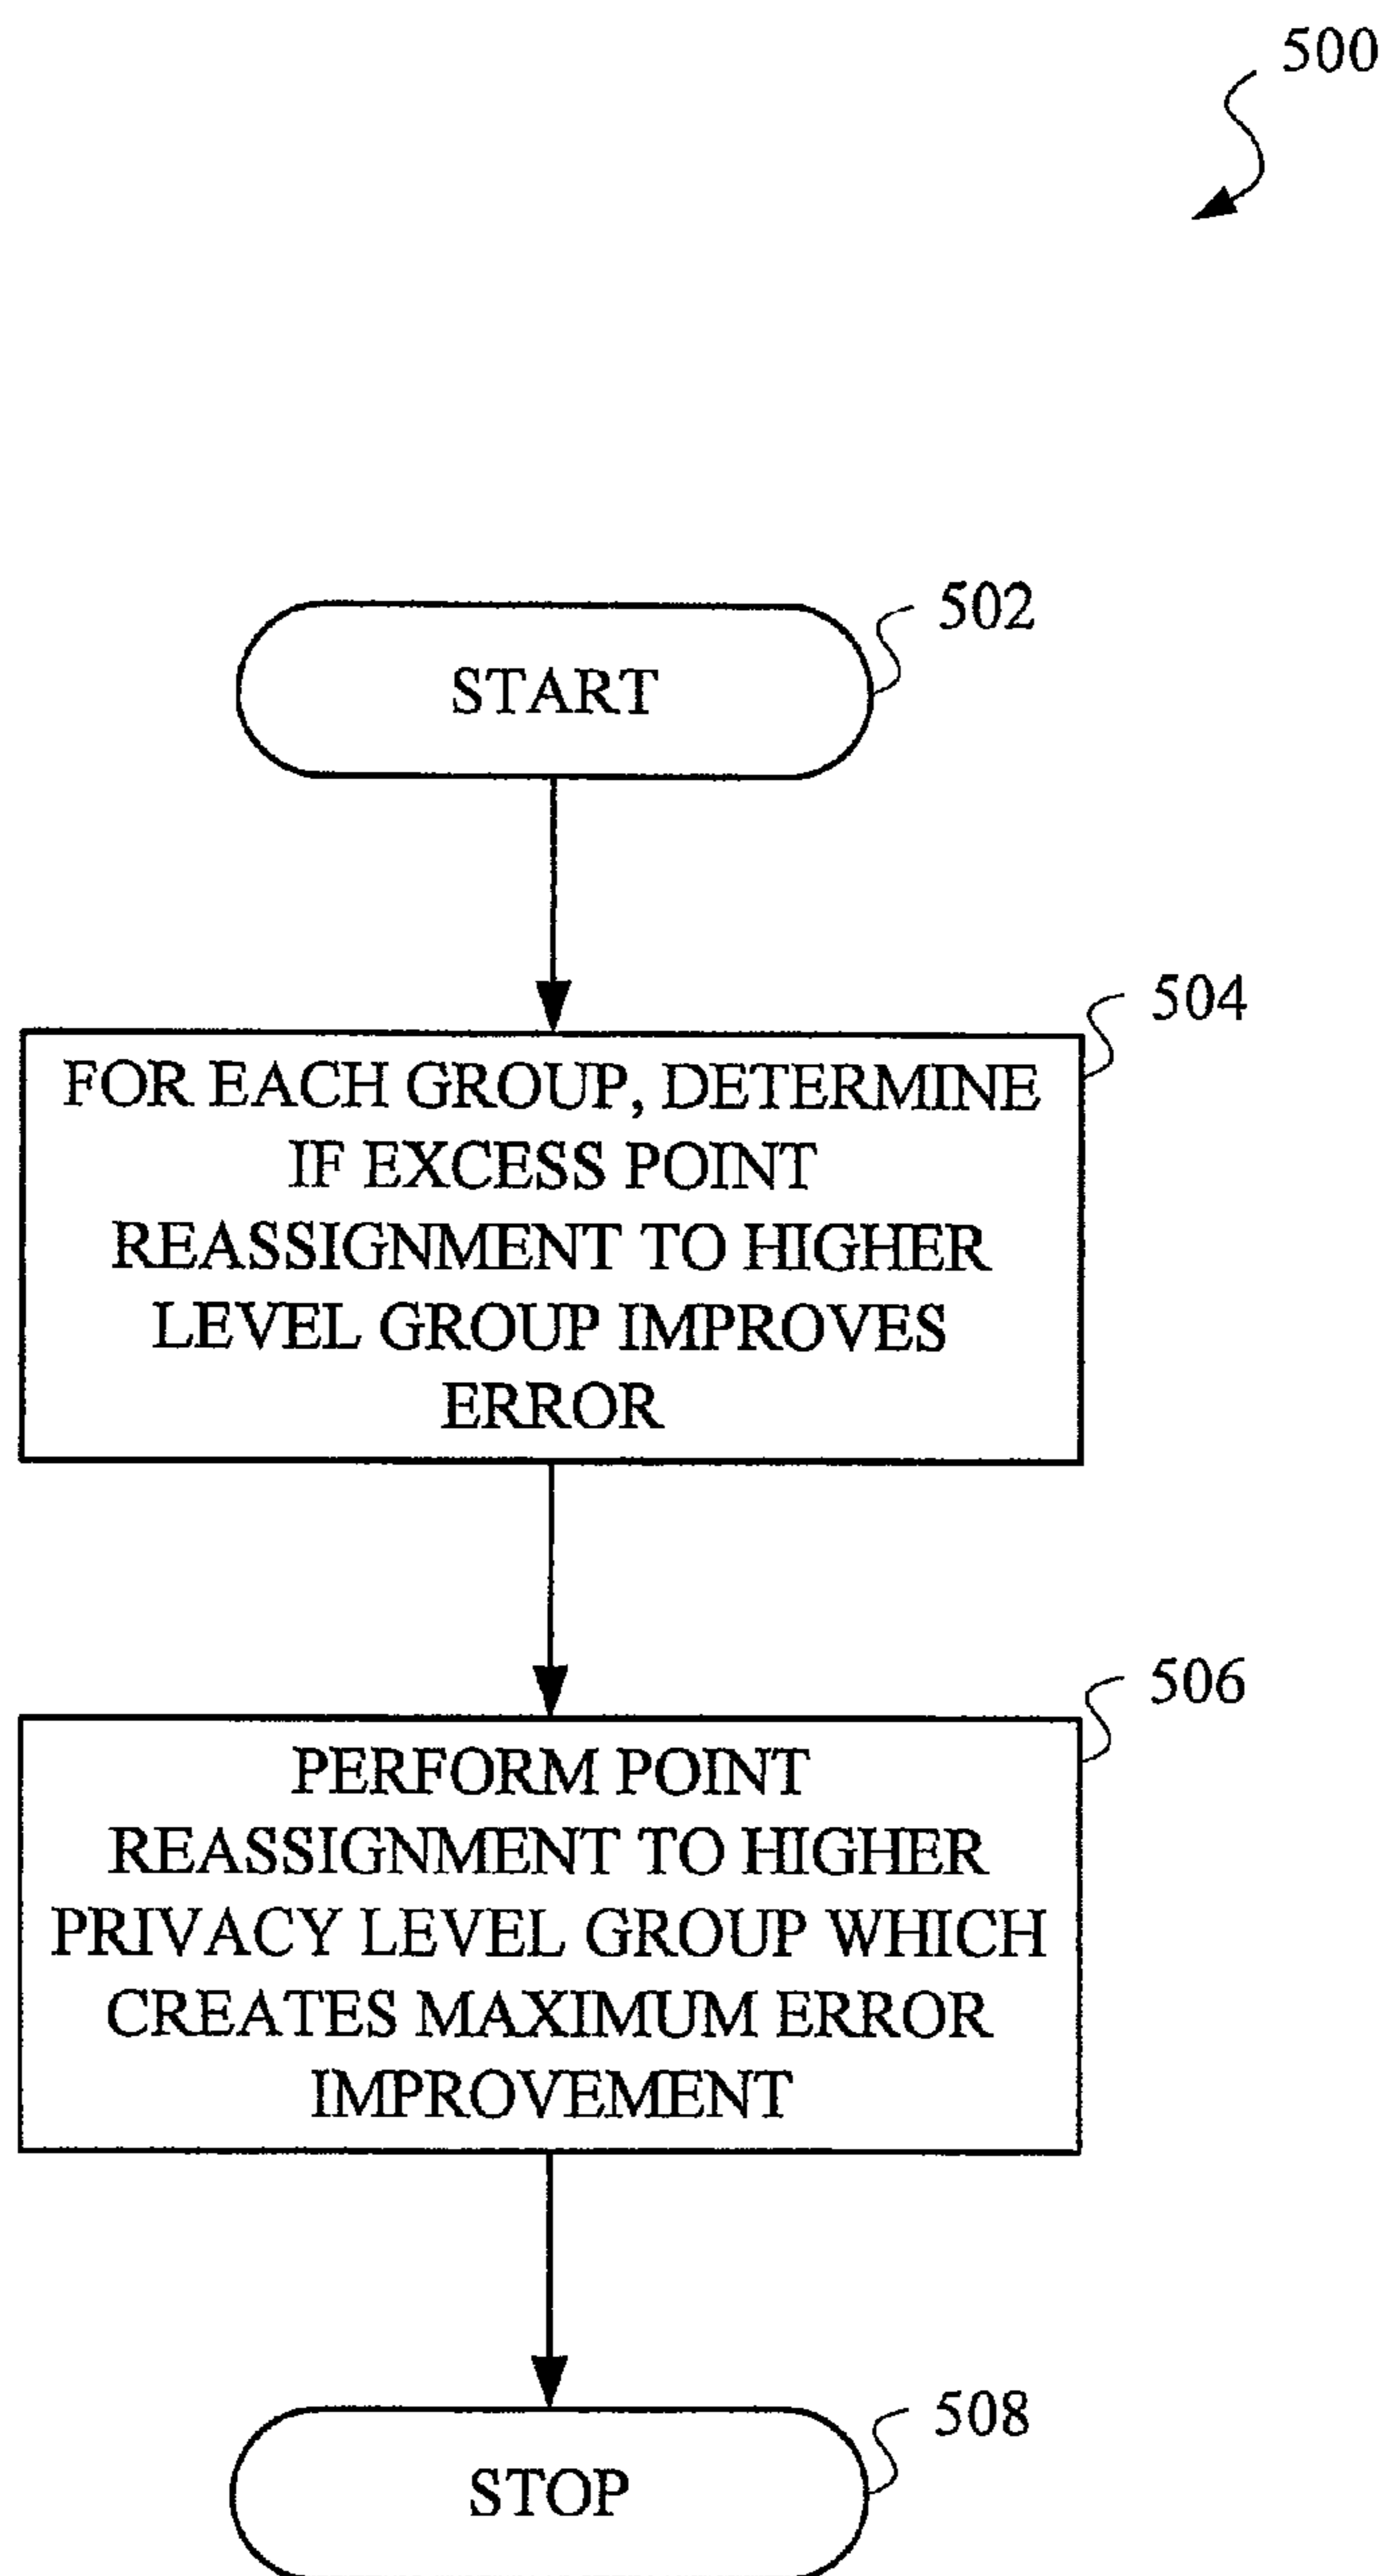 500
502
START
504
FOR EACH GROUP, DETERMINE
IF EXCESS POINT
REASSIGNMENT TO HIGHER
LEVEL GROUP IMPROVES
ERROR
506
PERFORM POINT
REASSIGNMENT TO HIGHER
PRIVACY LEVEL GROUP WHICH
CREATES MAXIMUM ERROR
IMPROVEMENT
508
STOP